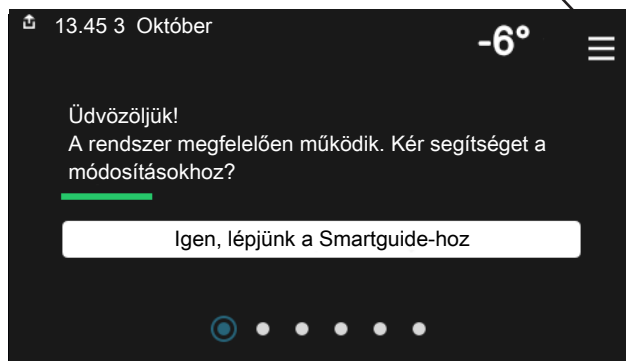 13.45 3 Október
-6°
Üdvözöljük!
A rendszer megfelelően működik. Kér segítséget a
módosításokhoz?
Igen, lépjünk a Smartguide-hoz